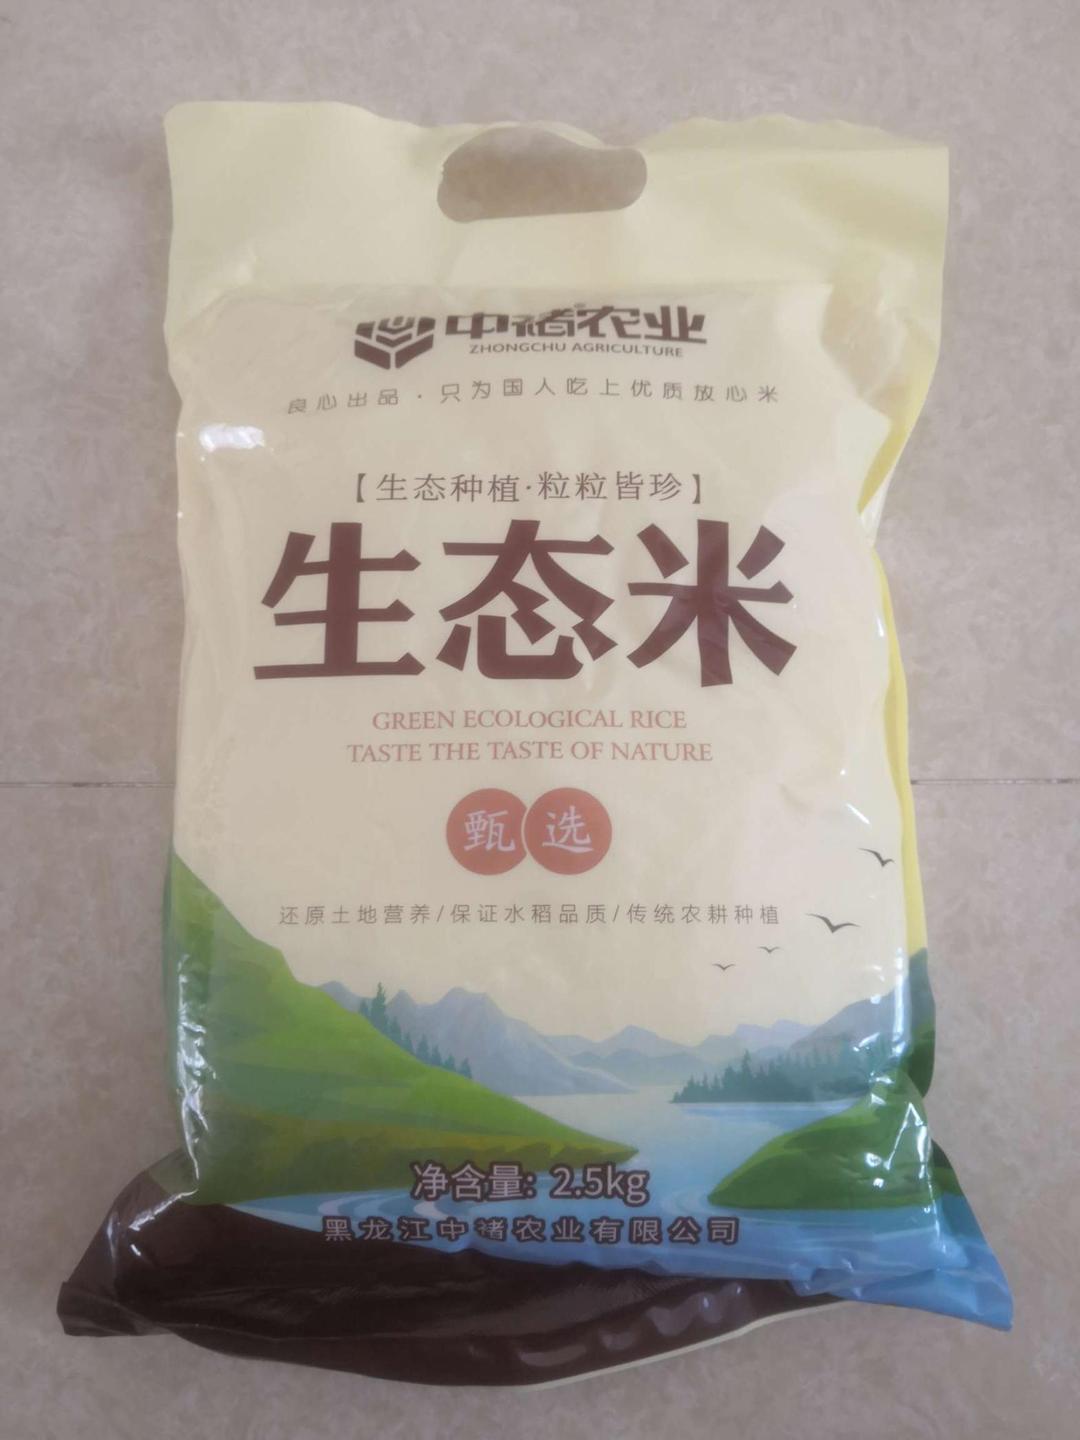 中褚农业
ZHONGCHU AGRICULTURE
良心出品·只为国人吃上优质放心米
【生态种植·粒粒皆珍】
生态米
GREEN ECOLOGICAL RICE
TASTE THE TASTE OF NATURE
甄选
还原土地营养/保证水稻品质/传统农耕种植
净含量: 2.5kg
黑龙江中褚农业有限公司